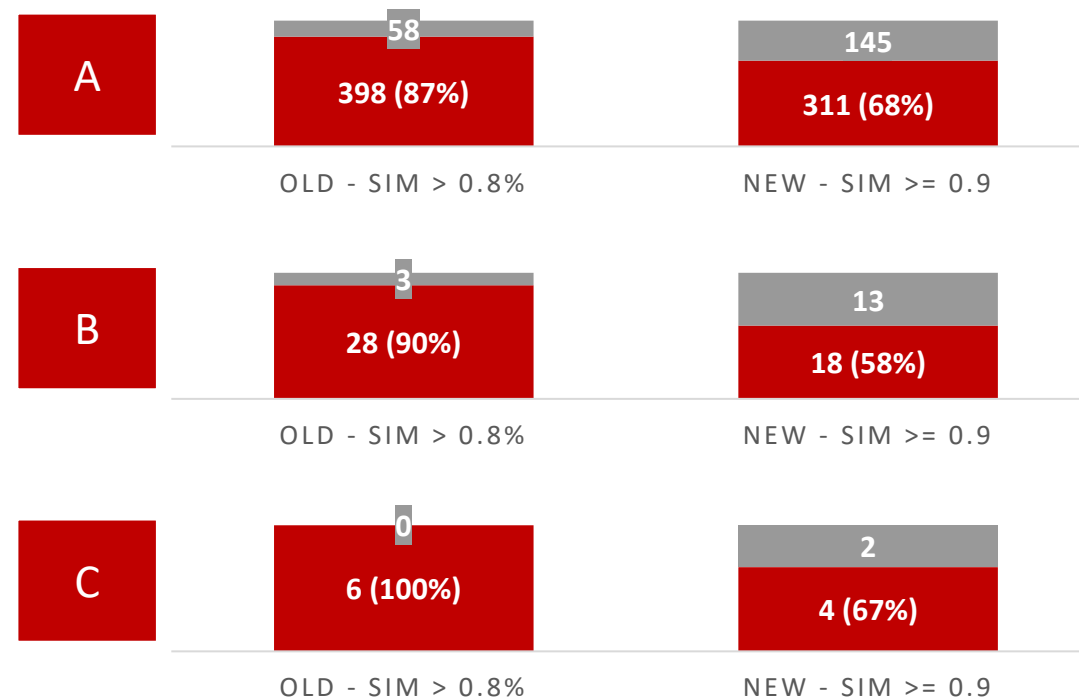 A
58
398 (87%)
145
311 (68%)
OLD - SIM > 0.8%
NEW - SIM >= 0.9
B
3
28 (90%)
13
18 (58%)
OLD - SIM > 0.8%
NEW - SIM >= 0.9
C
0
6 (100%)
2
4 (67%)
OLD - SIM > 0.8%
NEW - SIM >= 0.9